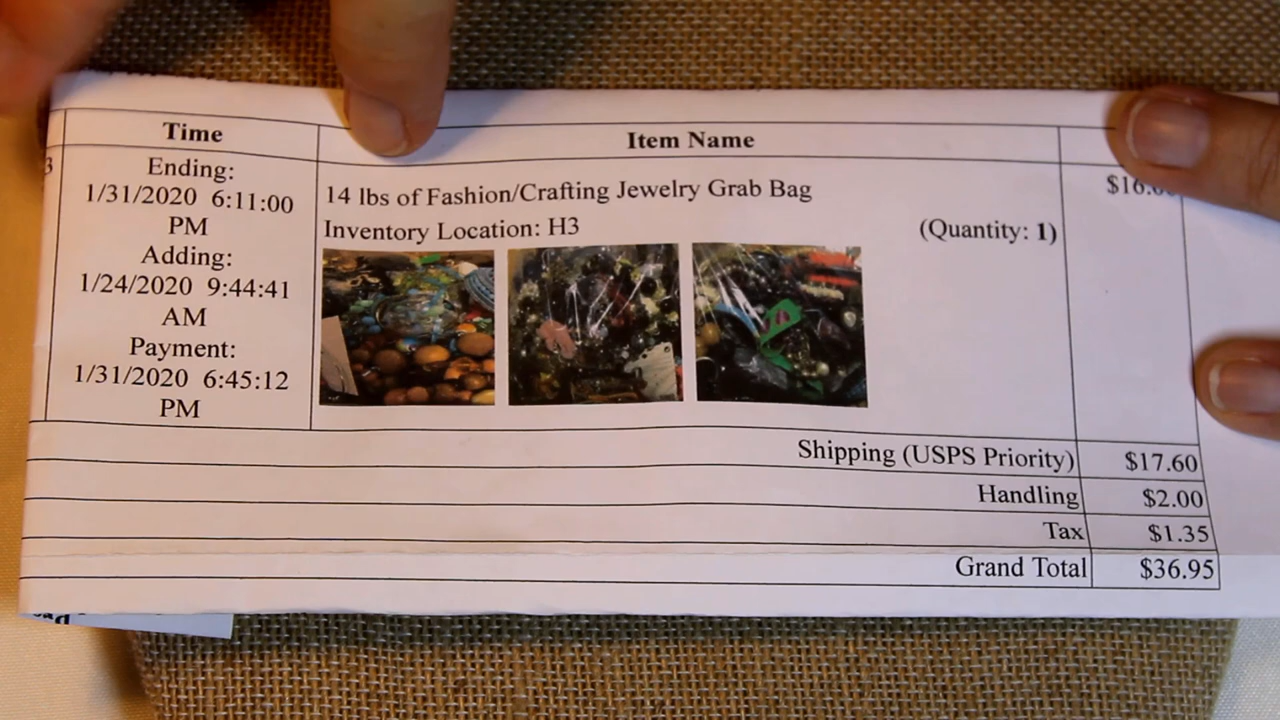 Time
Item Name
3
Ending:
1/31/2020 6:11:00
PM
Adding:
1/24/2020 9:44:41
AM
Payment:
1/31/2020 6:45:12
PM
14 lbs of Fashion/Crafting Jewelry Grab Bag
Inventory Location: H3
(Quantity: 1)
Shipping (USPS Priority) $17.60
Handling $2.00
Tax $1.35
Grand Total $36.95